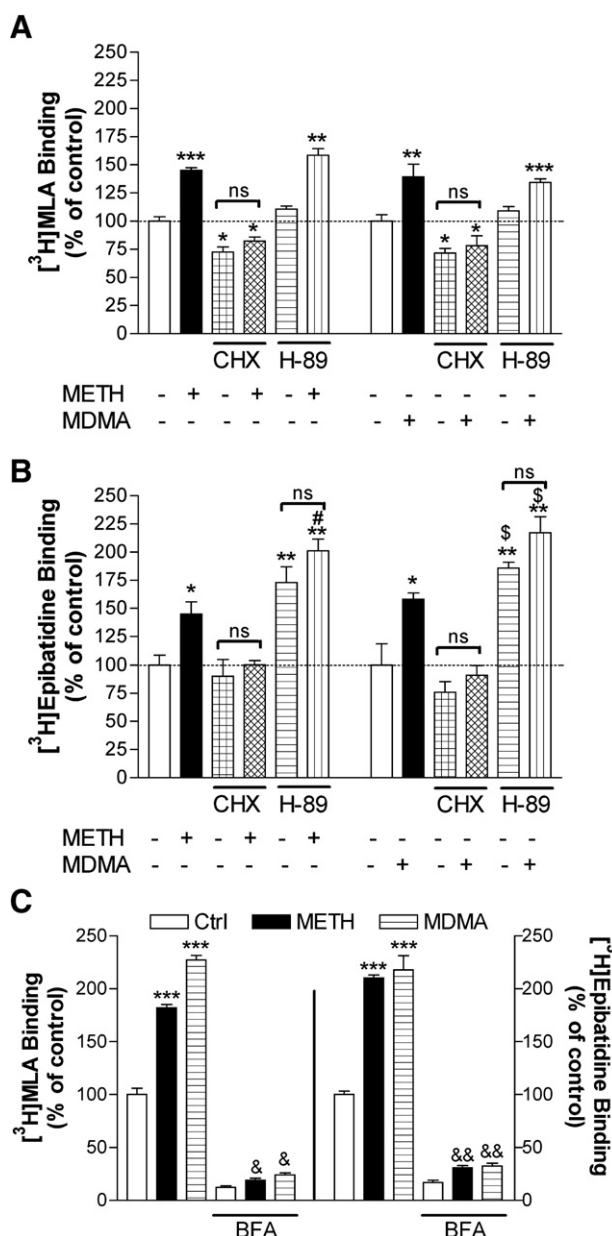 A
[³H]MLA Binding
(% of control)
250
225
200
175
150
125
100
75
50
25
0
***
ns
*
*
**
**
ns
*
*
***
CHX
H-89
CHX
H-89
METH - + - + - + - - - - - -
MDMA - - - - - - - + - + - +
B
[³H]Epibatidine Binding
(% of control)
250
225
200
175
150
125
100
75
50
25
0
*
ns
**
ns
#
**
*
ns
$
**
ns
$
**
CHX
H-89
CHX
H-89
METH - + - + - + - - - - - -
MDMA - - - - - - - + - + - +
C
Ctrl METH MDMA
[³H]MLA Binding
(% of control)
250
200
150
100
50
0
***
***
&
&
***
***
&&
&&
BFA
BFA
250
200
150
100
50
0
H]Epibatidine Binding
(% of control)